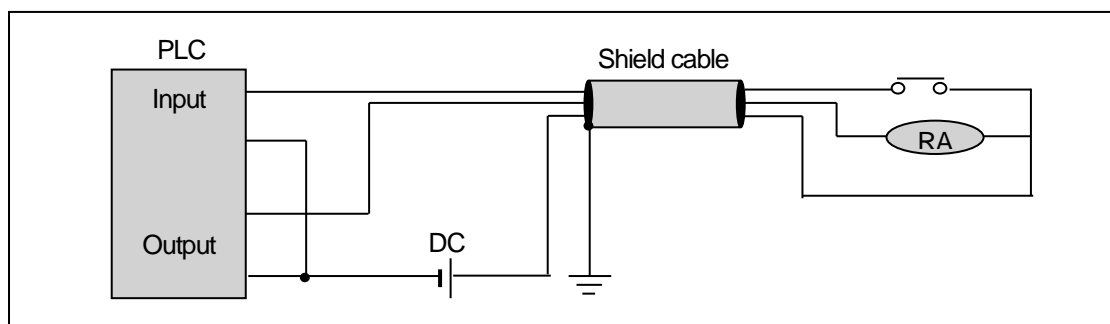 PLC
Shield cable
Input
RA
Output
DC